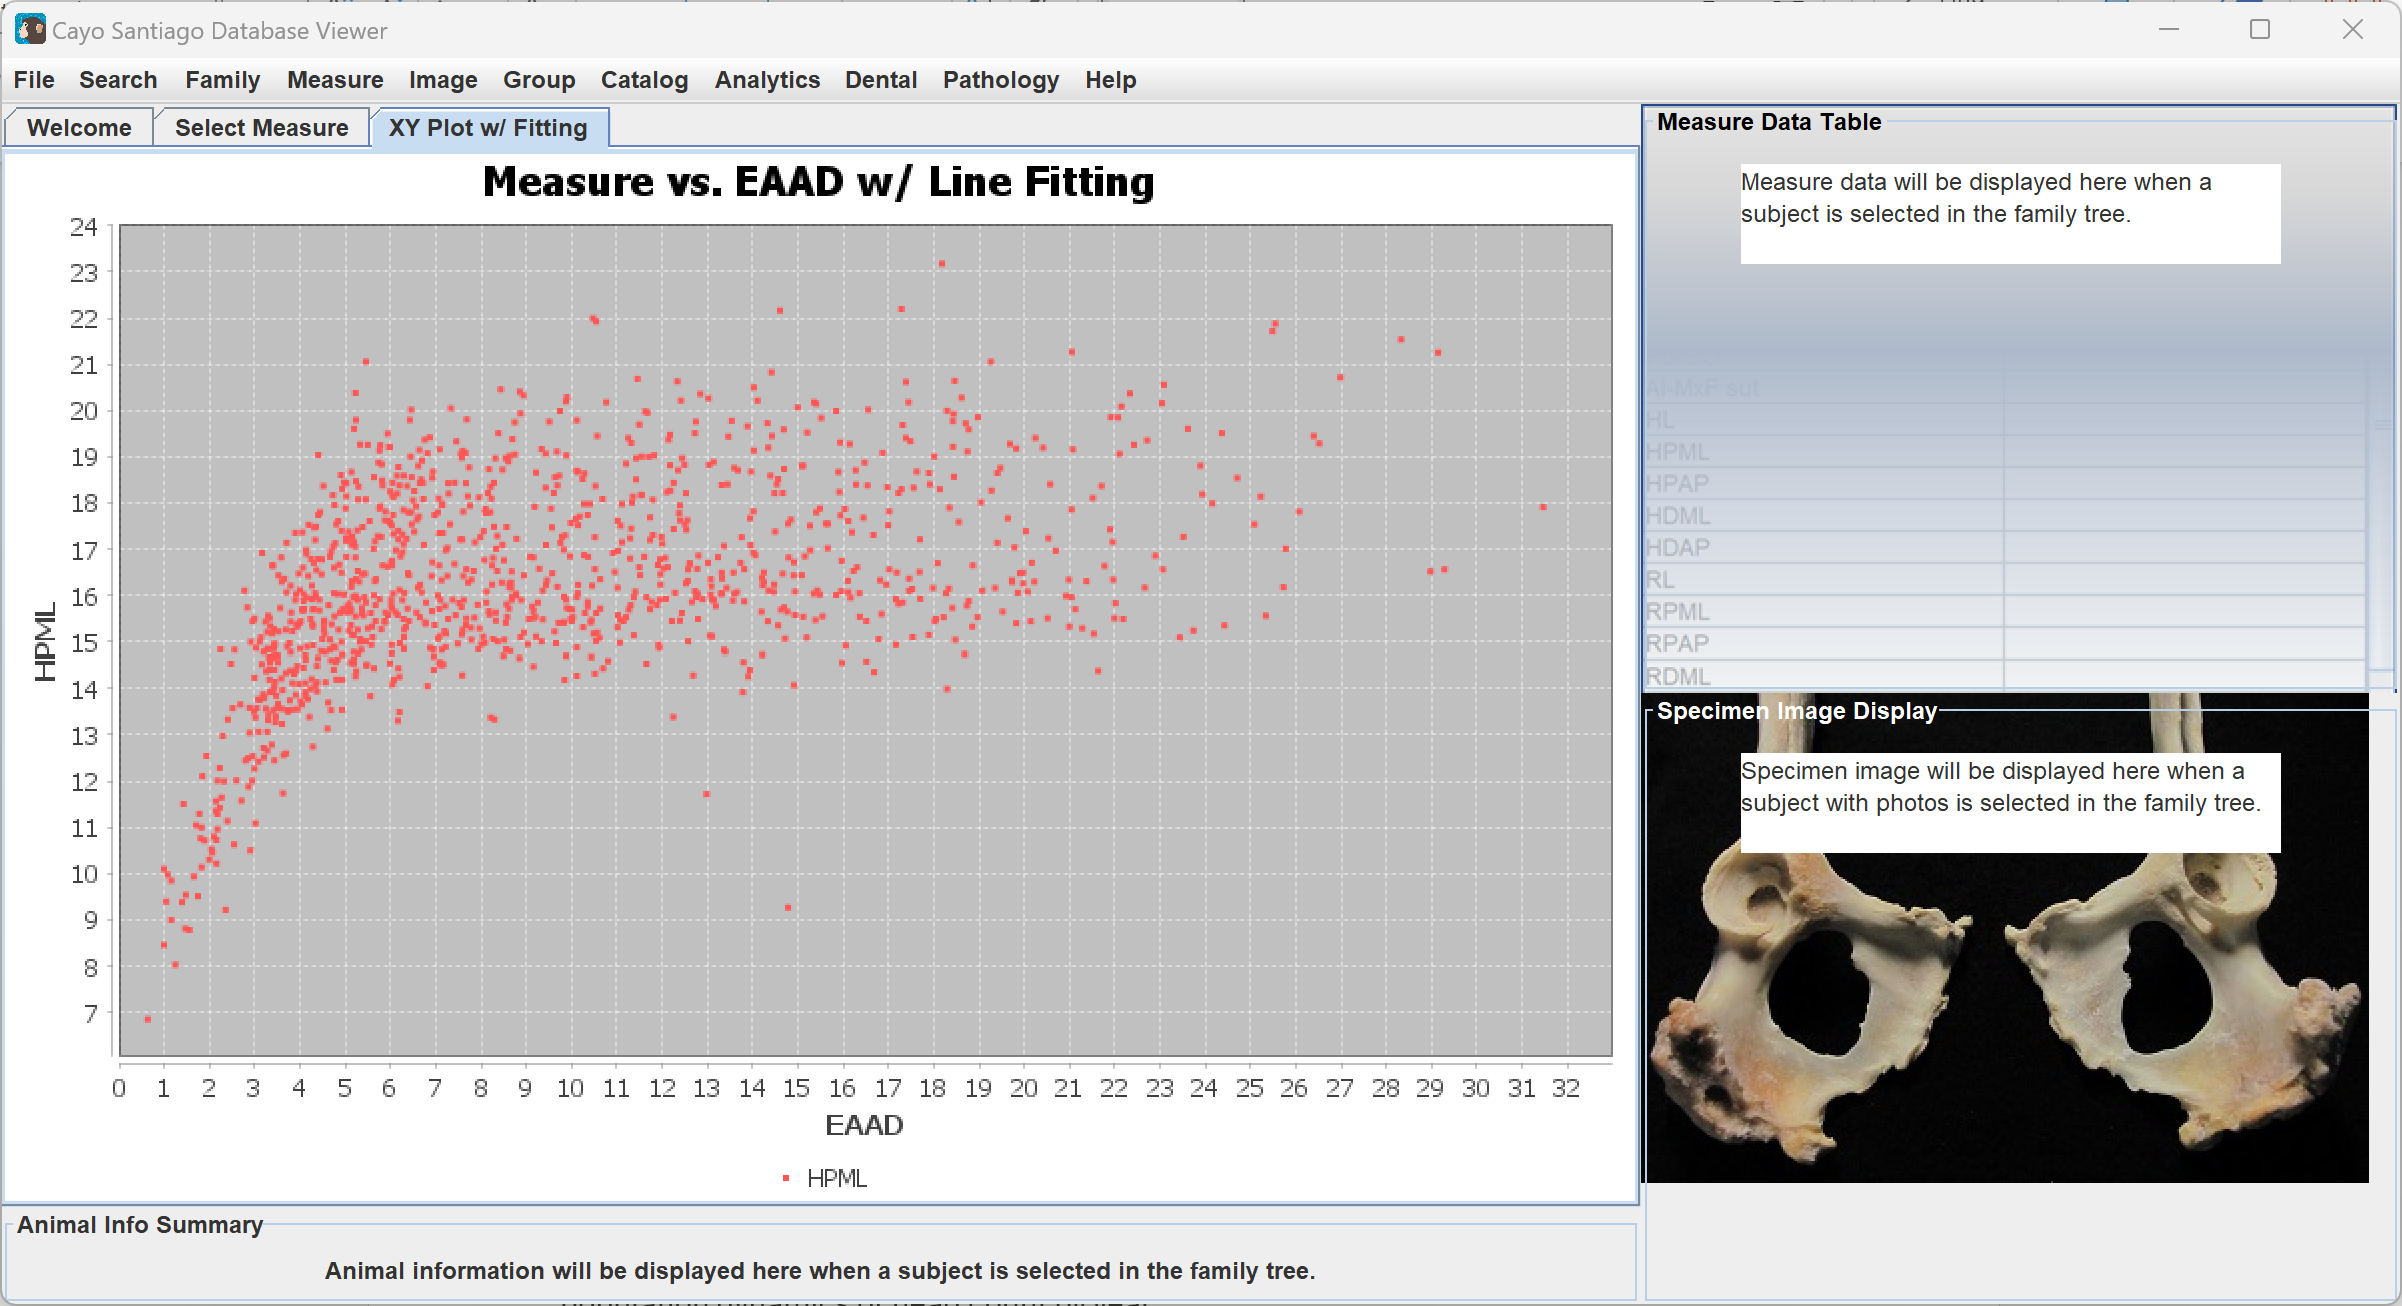 Cayo Santiago Database Viewer
File Search Family Measure Image Group Catalog Analytics Dental Pathology Help
Welcome Select Measure XY Plot w/ Fitting
Measure vs. EAAD w/ Line Fitting
24
23
22
21
20
19
18
17
16
15
14
13
12
11
10
9
8
7
HPML
0 1 2 3 4 5 6 7 8 9 10 11 12 13 14 15 16 17 18 19 20 21 22 23 24 25 26 27 28 29 30 31 32
EAAD
HPML
Animal Info Summary
Animal information will be displayed here when a subject is selected in the family tree.
Measure Data Table
Measure data will be displayed here when a
subject is selected in the family tree.
Al-MxF sut
HL
HPML
HPAP
HDML
HDAP
RL
RPML
RPAP
RDML
Specimen Image Display
Specimen image will be displayed here when a
subject with photos is selected in the family tree.